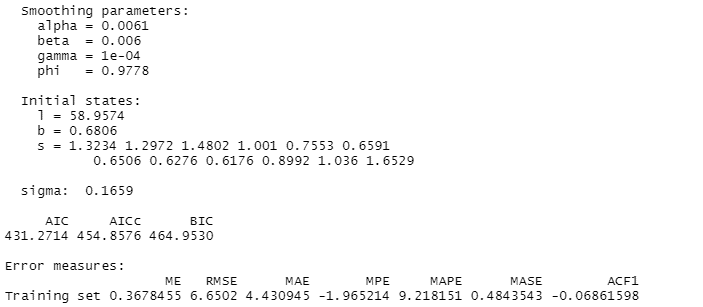 Smoothing parameters:
alpha = 0.0061
beta = 0.006
gamma = 1e-04
phi = 0.9778
Initial states:
l = 58.9574
b = 0.6806
s = 1.3234 1.2972 1.4802 1.001 0.7553 0.6591
0.6506 0.6276 0.6176 0.8992 1.036 1.6529
sigma: 0.1659
AIC AICc BIC
431.2714 454.8576 464.9530
Error measures:
ME RMSE MAE MPE MAPE MASE ACF1
Training set 0.3678455 6.6502 4.430945 -1.965214 9.218151 0.4843543 -0.06861598